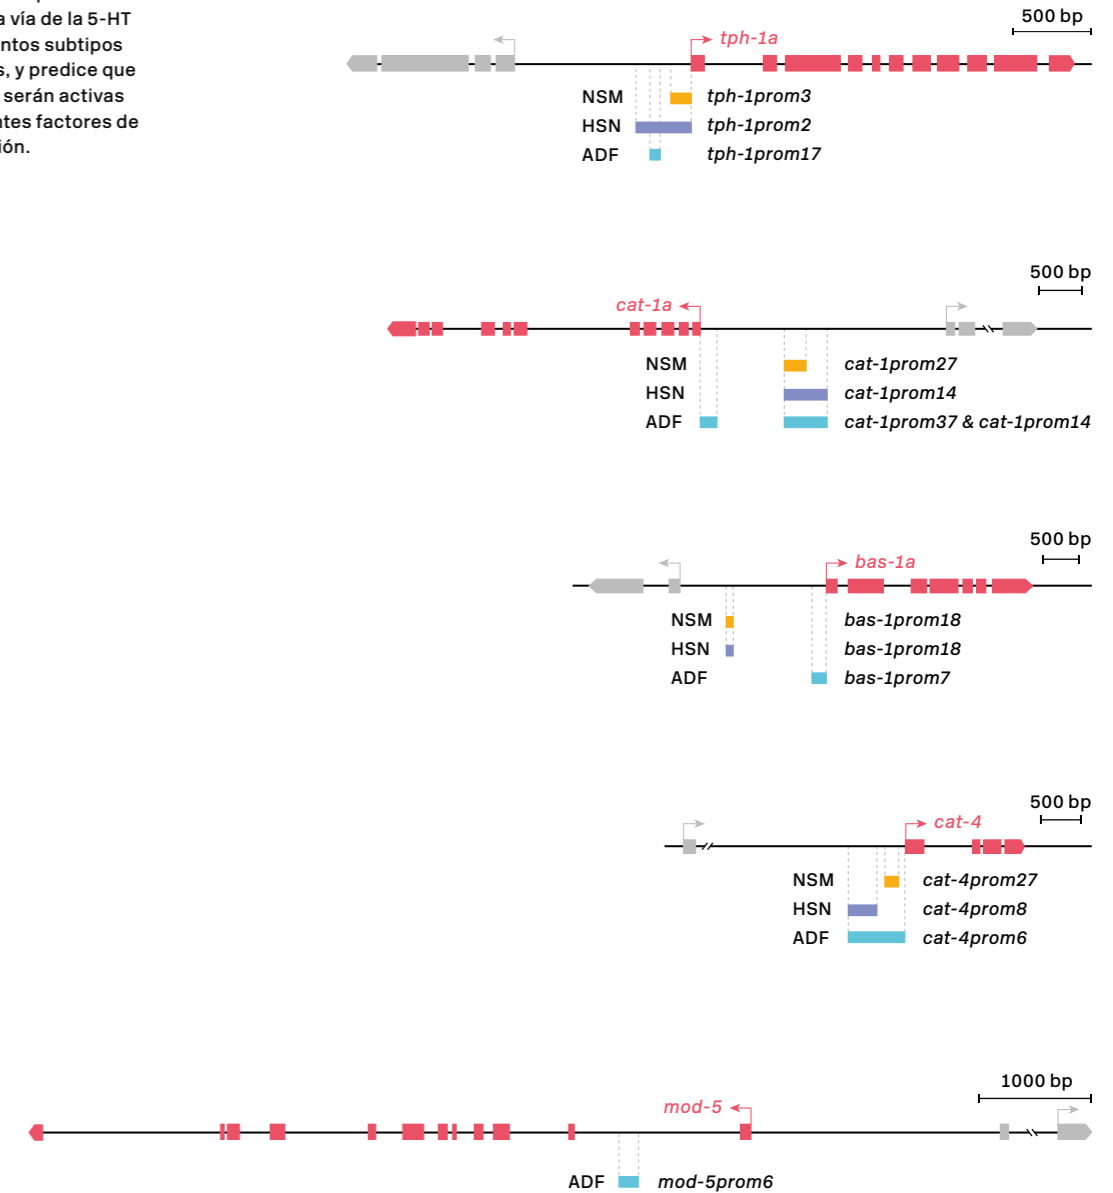 a vía de la 5-HT
ntos subtipos
s, y predice que
serán activas
ntes factores de
ión.
500 bp
tph-1a
NSM tph-1prom3
HSN tph-1prom2
ADF tph-1prom17
500 bp
cat-1a
NSM cat-1prom27
HSN cat-1prom14
ADF cat-1prom37 & cat-1prom14
500 bp
bas-1a
NSM bas-1prom18
HSN bas-1prom18
ADF bas-1prom7
500 bp
cat-4
NSM cat-4prom27
HSN cat-4prom8
ADF cat-4prom6
1000 bp
mod-5
ADF mod-5prom6